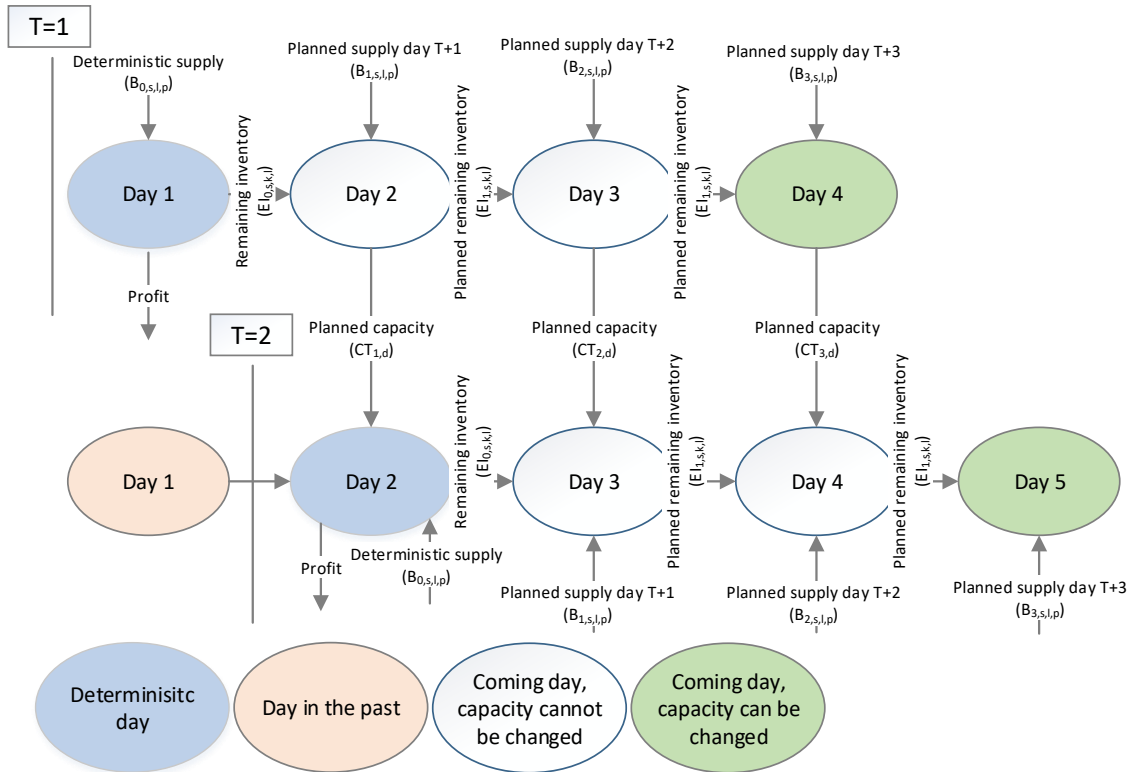 T=1
Deterministic supply
(B0,s,l,p)
Planned supply day T+1
(B1,s,l,p)
Planned supply day T+2
(B2,s,l,p)
Planned supply day T+3
(B3,s,l,p)
Day 1
Remaining inventory
(EI0,s,k,l)
Day 2
Planned remaining inventory
(EI1,s,k,l)
Day 3
Planned remaining inventory
(EI1,s,k,l)
Day 4
Profit
T=2
Planned capacity
(CT1,d)
Planned capacity
(CT2,d)
Planned capacity
(CT3,d)
Day 1
Day 2
Remaining inventory
(EI0,s,k,l)
Day 3
Planned remaining inventory
(EI1,s,k,l)
Day 4
Planned remaining inventory
(EI1,s,k,l)
Day 5
Profit
Deterministic supply
(B0,s,l,p)
Planned supply day T+1
(B1,s,l,p)
Planned supply day T+2
(B2,s,l,p)
Planned supply day T+3
(B3,s,l,p)
Determinisitc
day
Day in the past
Coming day,
capacity cannot
be changed
Coming day,
capacity can be
changed